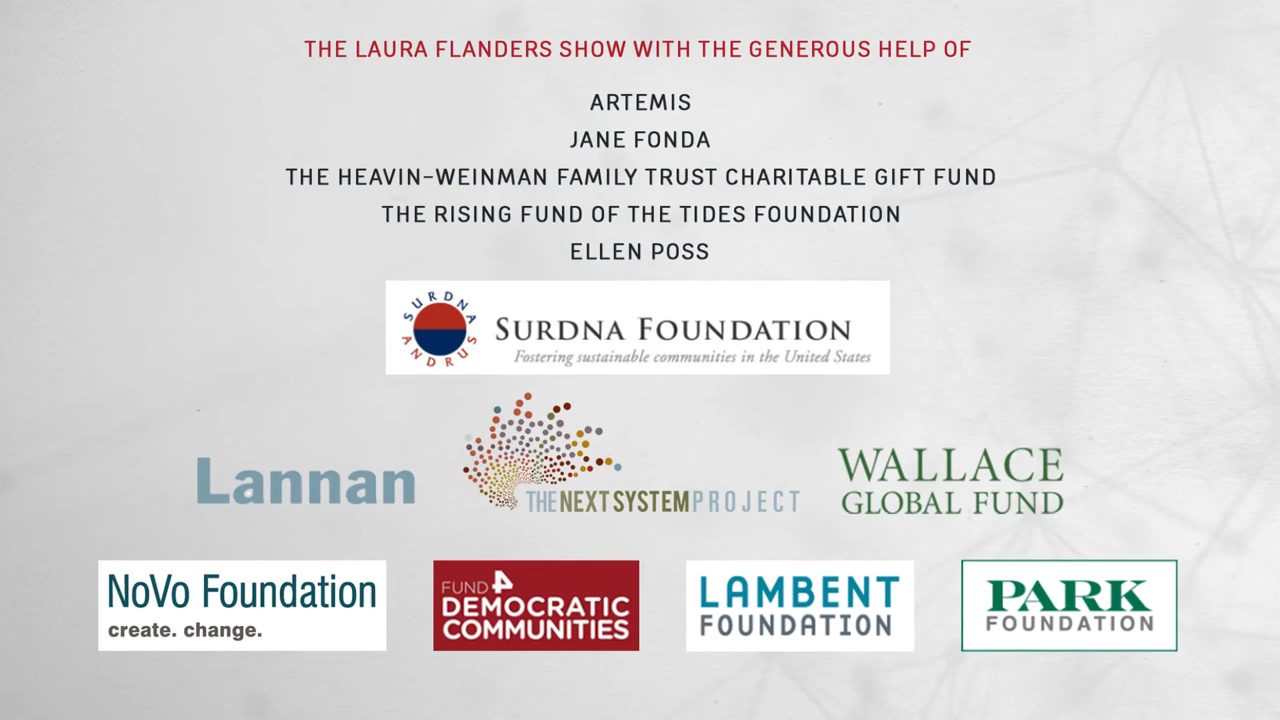 THE LAURA FLANDERS SHOW WITH THE GENEROUS HELP OF
ARTEMIS
JANE FONDA
THE HEAVIN-WEINMAN FAMILY TRUST CHARITABLE GIFT FUND
THE RISING FUND OF THE TIDES FOUNDATION
ELLEN POSS
SURDNA
ANDRUS
SURDNA FOUNDATION
Fostering sustainable communities in the United States
Lannan
THE NEXT SYSTEM PROJECT
WALLACE
GLOBAL FUND
NoVo Foundation
create. change.
FUND 4
DEMOCRATIC
COMMUNITIES
LAMBENT
FOUNDATION
PARK
FOUNDATION